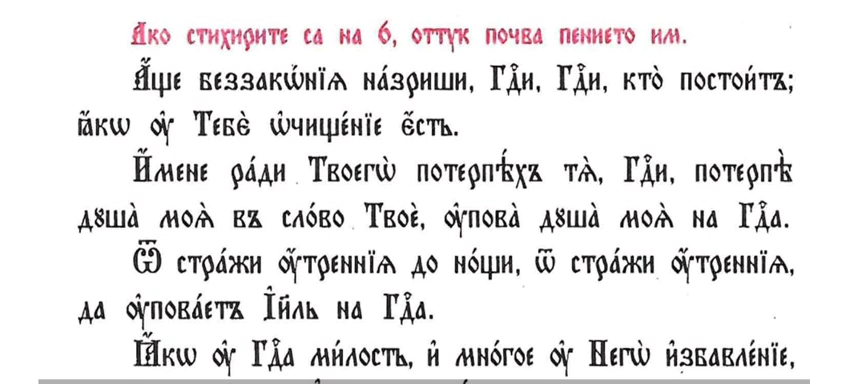 Ако стихирите са на 6, оттук почва пението им.
А҆́ще беззакѡ́нїѧ на́зриши, Гдⷭ҇и, Гдⷭ҇и, кто̀ постои́тъ;
ꙗ҆́кѡ ᲂу҆ Тебє̀ ѡ҆чище́нїе є҆́сть.
И҆́мене ра́ди Твоегѡ̀ потерпѣ́хъ тѧ̀, Гдⷭ҇и, потерпѣ̀
дꙋша̀ моѧ̀ въ сло́во Твоѐ, ᲂу҆пова̀ дꙋша̀ моѧ̀ на Гдⷭ҇а.
Ѿ стра́жи ᲂу҆́треннїѧ до но́щи, ѿ стра́жи ᲂу҆́треннїѧ,
да ᲂу҆пова́етъ І҆и҃ль на Гдⷭ҇а.
Ꙗ҆́кѡ ᲂу҆ Гдⷭ҇а ми́лость, и҆ мно́гое ᲂу҆ Негѡ̀ и҆збавле́нїе,